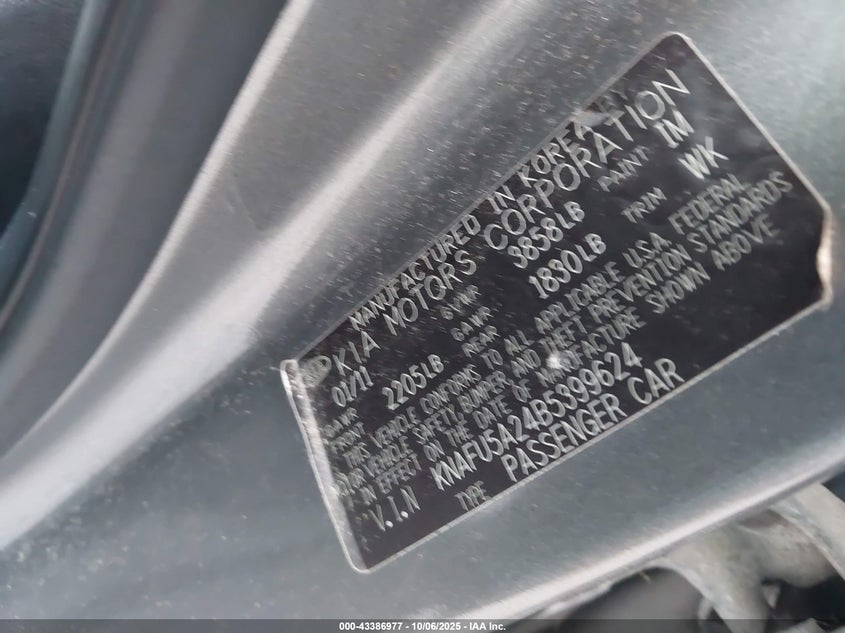 MANUFACTURED IN KOREA BY
KIA MOTORS CORPORATION
01/11 GVWR 3858LB PAINT IM
GAWR FRONT 2205LB GAWR REAR 1830LB TRIM WK
THIS VEHICLE CONFORMS TO ALL APPLICABLE U.S.A. FEDERAL
MOTOR VEHICLE SAFETY, BUMPER, AND THEFT PREVENTION STANDARDS
IN EFFECT ON THE DATE OF MANUFACTURE SHOWN ABOVE
V.I.N KNAFU5A24B5399624
TYPE PASSENGER CAR
000-43386977 - 10/06/2025 - IAA Inc.